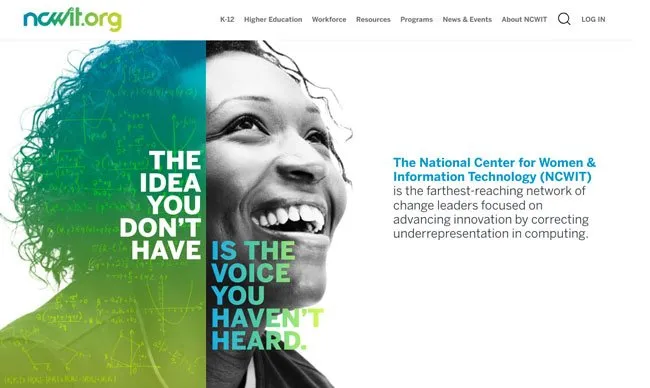 ncwit.org
K-12 Higher Education Workforce Resources Programs News & Events About NCWIT LOG IN
THE
IDEA
YOU
DON'T
HAVE
IS THE
VOICE
YOU
HAVEN'T
HEARD.
The National Center for Women &
Information Technology (NCWIT)
is the farthest-reaching network of
change leaders focused on
advancing innovation by correcting
underrepresentation in computing.